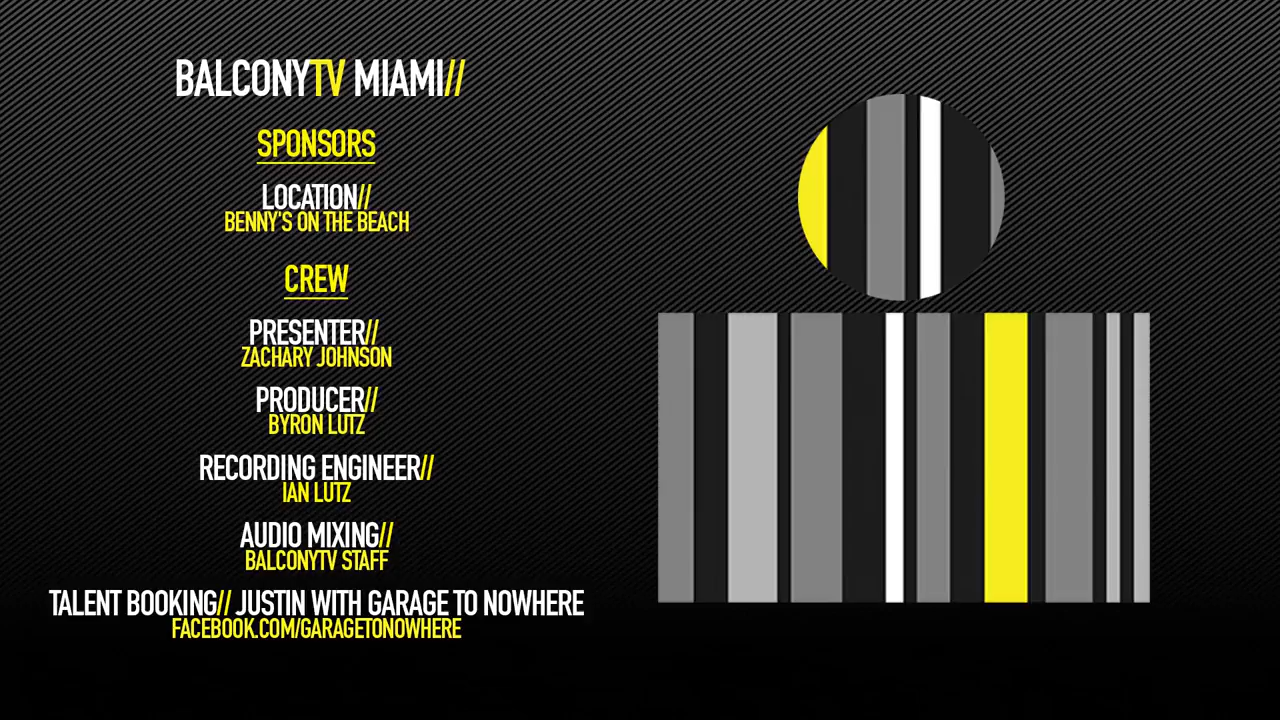 BALCONYTV MIAMI//
SPONSORS
LOCATION//
BENNY'S ON THE BEACH
CREW
PRESENTER//
ZACHARY JOHNSON
PRODUCER//
BYRON LUTZ
RECORDING ENGINEER//
IAN LUTZ
AUDIO MIXING//
BALCONYTV STAFF
TALENT BOOKING// JUSTIN WITH GARAGE TO NOWHERE
FACEBOOK.COM/GARAGETONOWHERE